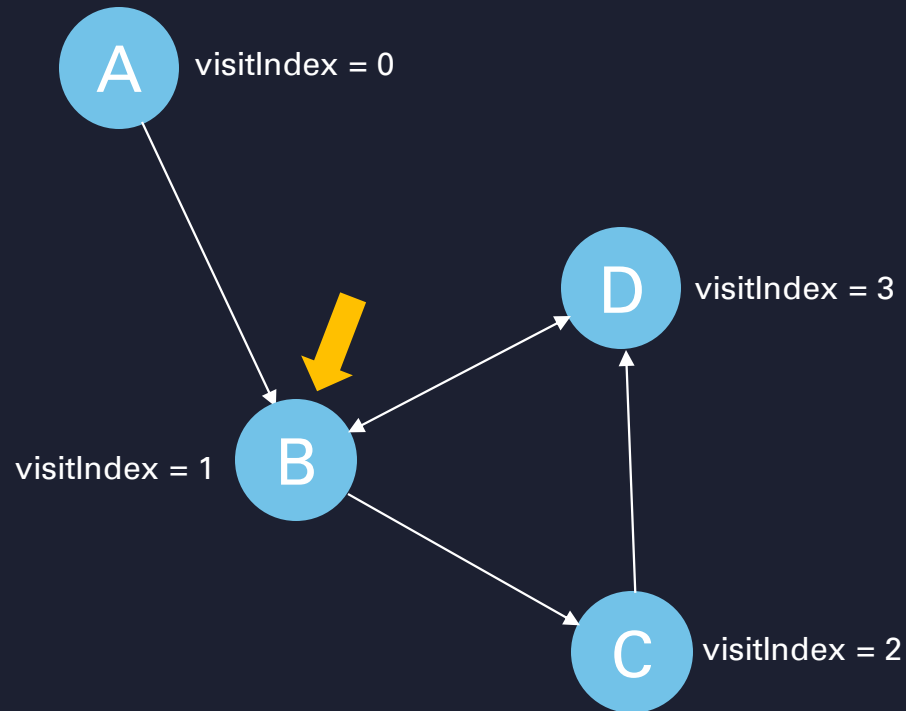 A
visitIndex = 0
D
visitIndex = 3
visitIndex = 1
B
C
visitIndex = 2